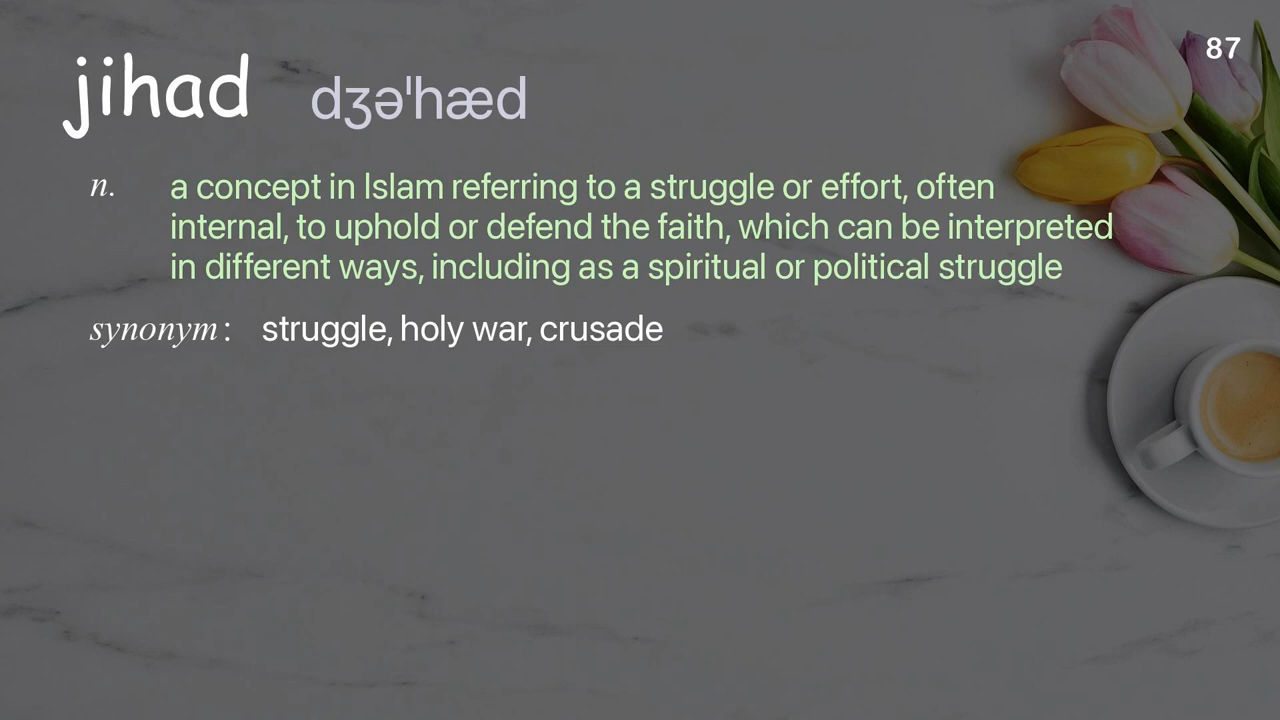 87
jihad dʒəˈhæd
n. a concept in Islam referring to a struggle or effort, often
internal, to uphold or defend the faith, which can be interpreted
in different ways, including as a spiritual or political struggle
synonym: struggle, holy war, crusade